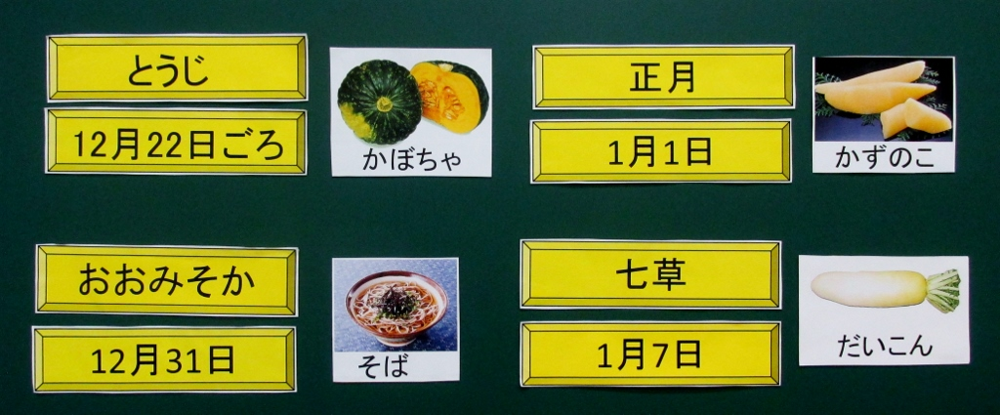 とうじ
12月22日ごろ
かぼちゃ
正月
1月1日
かずのこ
おおみそか
12月31日
そば
七草
1月7日
だいこん